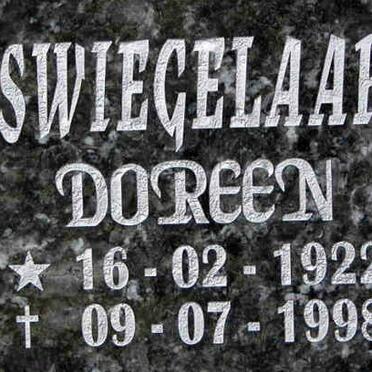 SWIEGELAAR
DOREEN
16 - 02 - 1922
† 09 - 07 - 1998